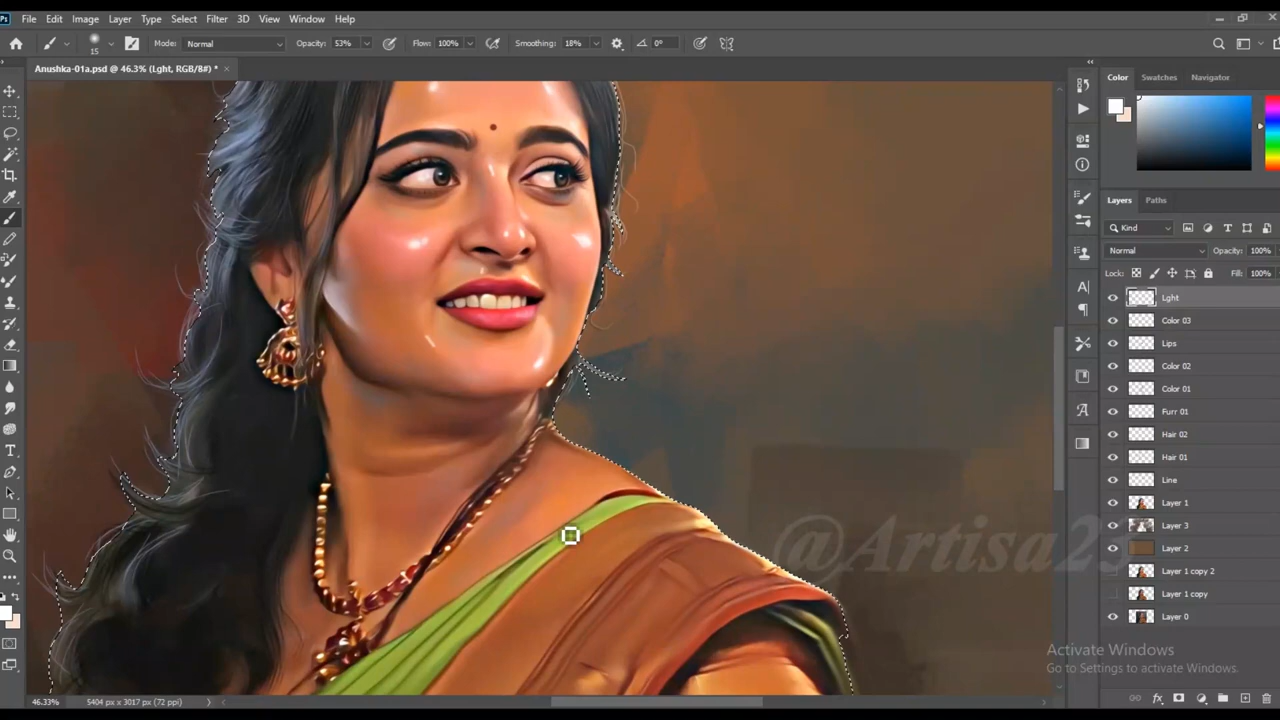 Ps File Edit Image Layer Type Select Filter 3D View Window Help
15 Mode: Normal Opacity: 53% Flow: 100% Smoothing: 18% 0°
Anushka-01a.psd @ 46.3% (Lght, RGB/8#) * ×
Color Swatches Navigator
Layers Paths
Kind
Normal Opacity: 100%
Lock: Fill: 100%
Lght
Color 03
Lips
Color 02
Color 01
Furr 01
Hair 02
Hair 01
Line
Layer 1
Layer 3
Layer 2
Layer 1 copy 2
Layer 1 copy
Layer 0
@Artisa23
Activate Windows
Go to Settings to activate Windows.
46.33% 5404 px x 3017 px (72 ppi)